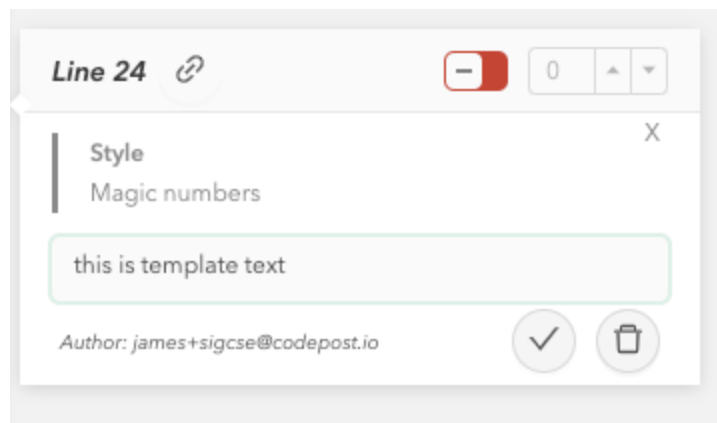 Line 24
0
X
Style
Magic numbers
this is template text
Author: james+sigcse@codepost.io